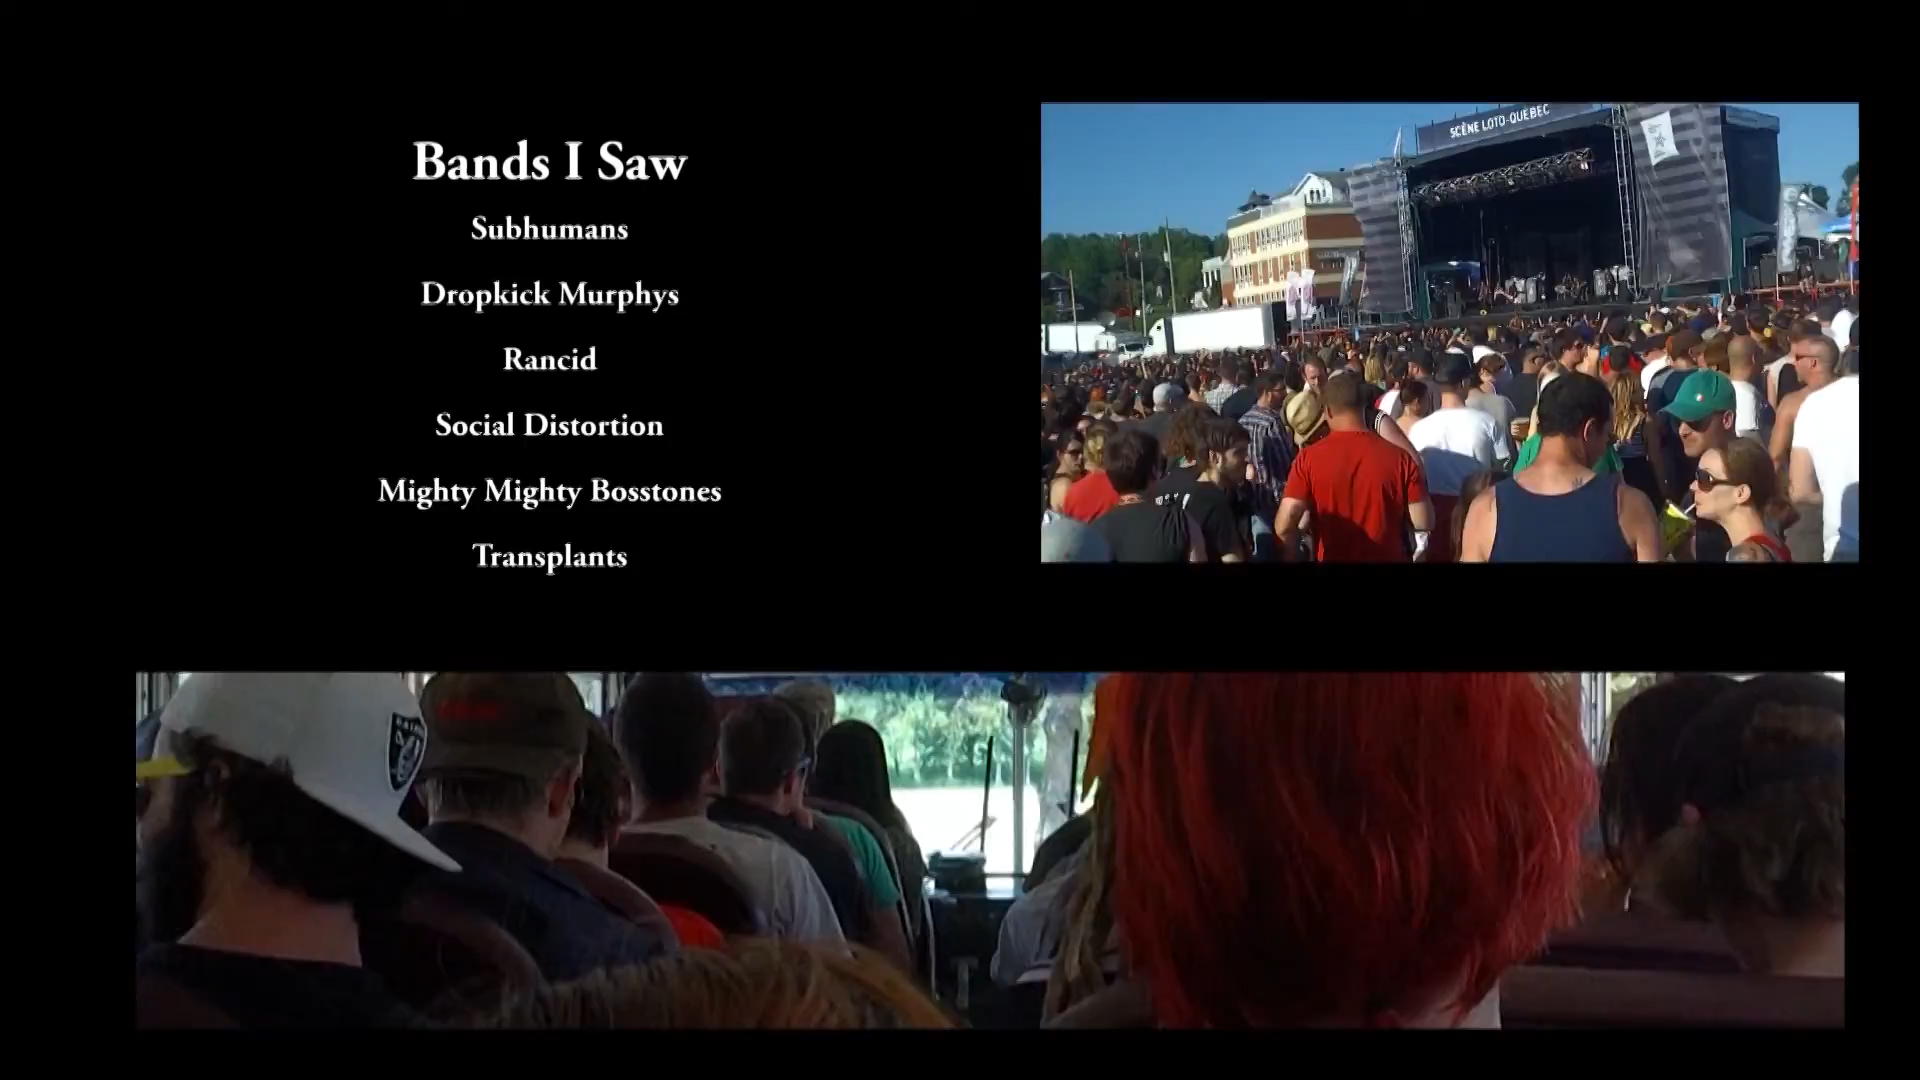 Bands I Saw
Subhumans
Dropkick Murphys
Rancid
Social Distortion
Mighty Mighty Bosstones
Transplants
SCÈNE LOTO-QUÉBEC